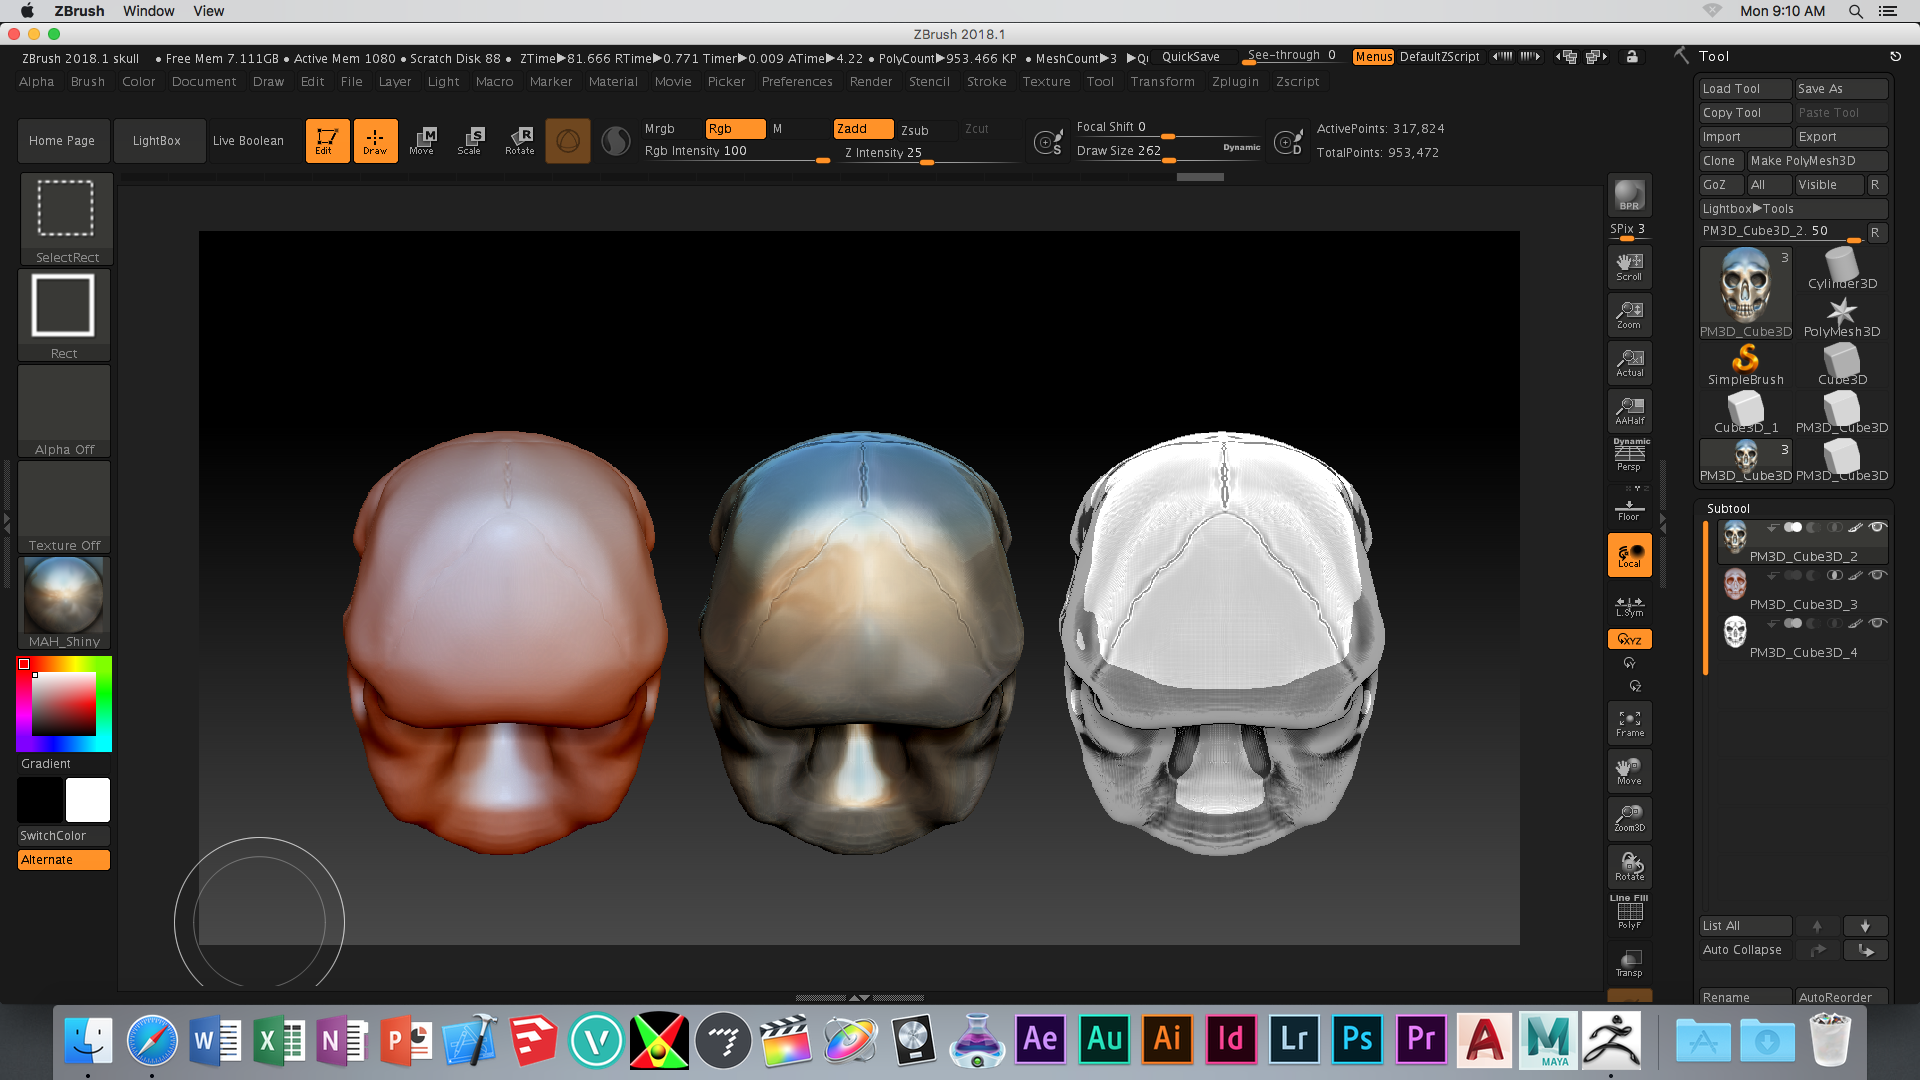 ZBrush Window View Mon 9:10 AM
ZBrush 2018.1
ZBrush 2018.1 skull ● Free Mem 7.111GB ● Active Mem 1080 ● Scratch Disk 88 ● ZTime▶81.666 RTime▶0.771 Timer▶0.009 ATime▶4.22 ● PolyCount▶953.466 KP ● MeshCount▶3 QuickSave See-through 0 Menus DefaultZScript Tool
Alpha Brush Color Document Draw Edit File Layer Light Macro Marker Material Movie Picker Preferences Render Stencil Stroke Texture Tool Transform Zplugin Zscript
Load Tool Save As
Copy Tool Paste Tool
Import Export
Clone Make PolyMesh3D
GoZ All Visible R
Lightbox▶Tools
PM3D_Cube3D_2. 50 R
Home Page LightBox Live Boolean Edit Draw Move Scale Rotate
Mrgb Rgb M Zadd Zsub Zcut
Rgb Intensity 100 Z Intensity 25
S Focal Shift 0
Draw Size 262 Dynamic D
ActivePoints: 317,824
TotalPoints: 953,472
SelectRect
Rect
Alpha Off
Texture Off
MAH_Shiny
Gradient
SwitchColor
Alternate
BPR
SPix 3
Scroll
Zoom
Actual
AAHalf
Dynamic
Persp
Floor
Local
L.Sym
XYZ
Y
Z
Frame
Move
Zoom3D
Rotate
Line Fill
PolyF
Transp
3
PM3D_Cube3D Cylinder3D
PolyMesh3D
SimpleBrush Cube3D
Cube3D_1 PM3D_Cube3D
3
PM3D_Cube3D PM3D_Cube3D
Subtool
PM3D_Cube3D_2
PM3D_Cube3D_3
PM3D_Cube3D_4
List All
Auto Collapse
Rename AutoReorder
W X N P V Ae Au Ai Id Lr Ps Pr A M
MAYA